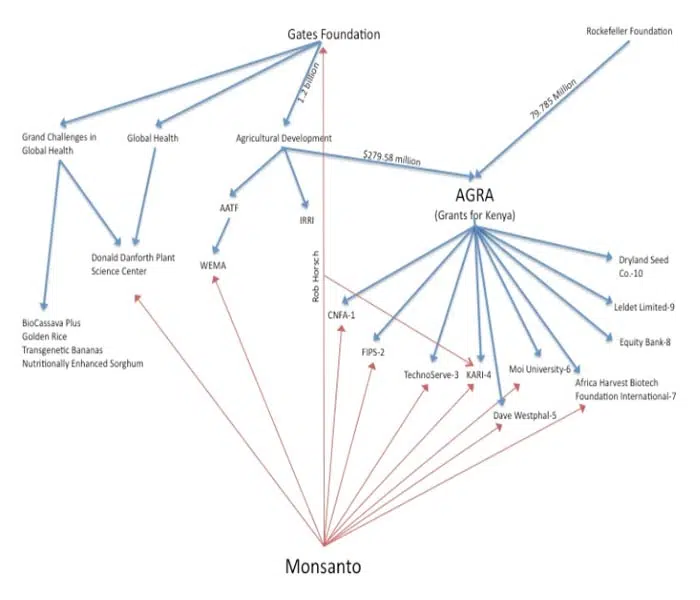 Gates Foundation
Rockefeller Foundation
1.2 billion
79.785 Million
Grand Challenges in
Global Health
Global Health
Agricultural Development
$279.58 million
AGRA
(Grants for Kenya)
AATF
IRRI
Donald Danforth Plant
Science Center
WEMA
Rob Horsch
Dryland Seed
Co.-10
Leldet Limited-9
CNFA-1
BioCassava Plus
Golden Rice
Transgenetic Bananas
Nutritionally Enhanced Sorghum
FIPS-2
Equity Bank-8
TechnoServe-3
KARI-4
Moi University-6
Africa Harvest Biotech
Foundation International-7
Dave Westphal-5
Monsanto